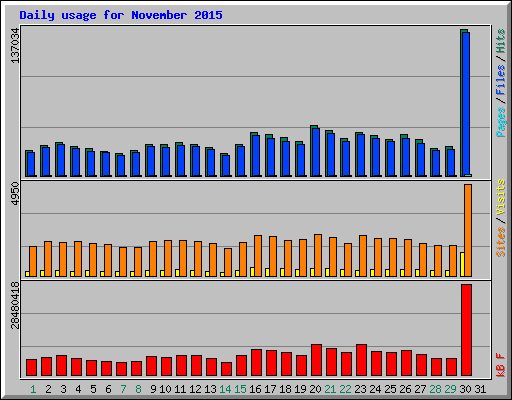 Daily usage for November 2015
137034
Pages / Files / Hits
4950
Sites / Visits
28480418
kB F
1 2 3 4 5 6 7 8 9 10 11 12 13 14 15 16 17 18 19 20 21 22 23 24 25 26 27 28 29 30 31